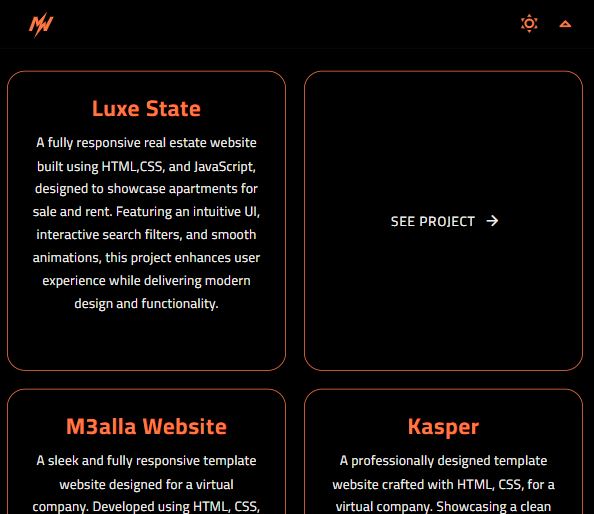 MW
Luxe State
A fully responsive real estate website
built using HTML,CSS, and JavaScript,
designed to showcase apartments for
sale and rent. Featuring an intuitive UI,
interactive search filters, and smooth
animations, this project enhances user
experience while delivering modern
design and functionality.
SEE PROJECT →
M3alla Website
A sleek and fully responsive template
website designed for a virtual
company. Developed using HTML, CSS,
Kasper
A professionally designed template
website crafted with HTML, CSS, for a
virtual company. Showcasing a clean